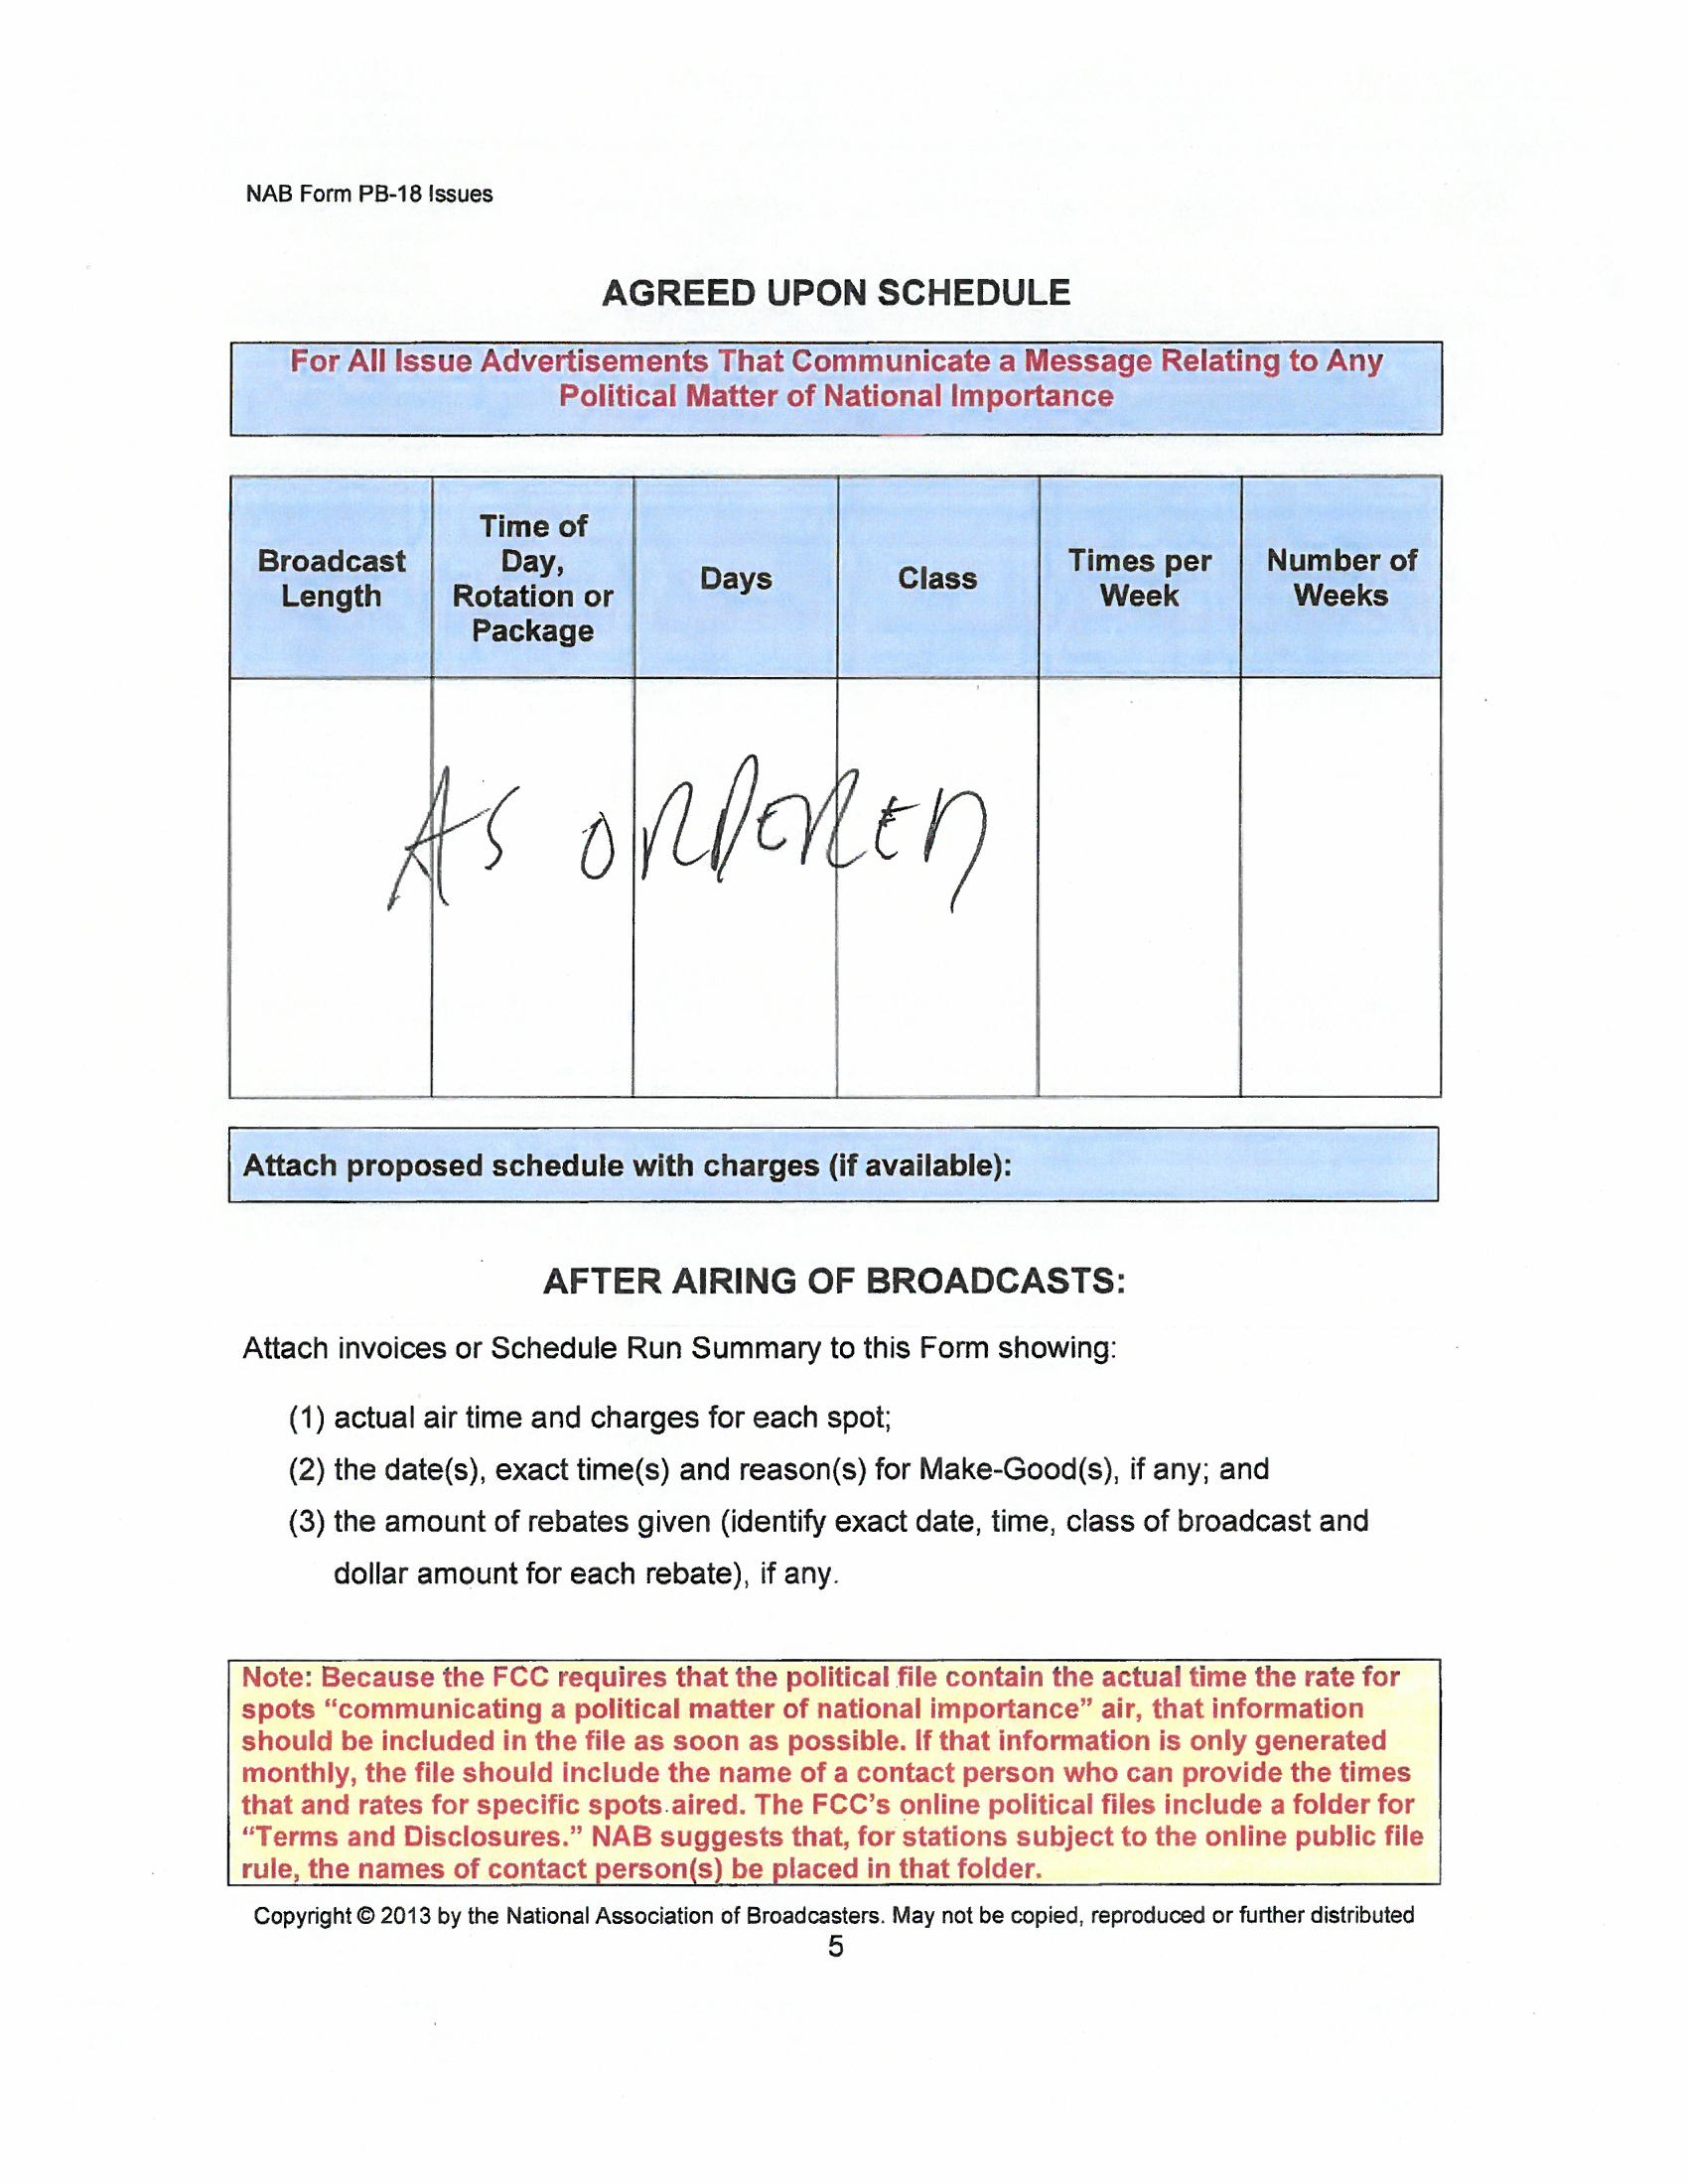 NAB Form PB-18 Issues
AGREED UPON SCHEDULE
For All Issue Advertisements That Communicate a Message Relating to Any
Political Matter of National Importance
Broadcast
Length
Time of
Day,
Rotation or
Package
Days
Class
Times per
Week
Number of
Weeks
AS ORDERED
Attach proposed schedule with charges (if available):
AFTER AIRING OF BROADCASTS:
Attach invoices or Schedule Run Summary to this Form showing:
(1) actual air time and charges for each spot;
(2) the date(s), exact time(s) and reason(s) for Make-Good(s), if any; and
(3) the amount of rebates given (identify exact date, time, class of broadcast and
dollar amount for each rebate), if any.
Note: Because the FCC requires that the political file contain the actual time the rate for
spots “communicating a political matter of national importance” air, that information
should be included in the file as soon as possible. If that information is only generated
monthly, the file should include the name of a contact person who can provide the times
that and rates for specific spots aired. The FCC’s online political files include a folder for
“Terms and Disclosures.” NAB suggests that, for stations subject to the online public file
rule, the names of contact person(s) be placed in that folder.
Copyright © 2013 by the National Association of Broadcasters. May not be copied, reproduced or further distributed
5